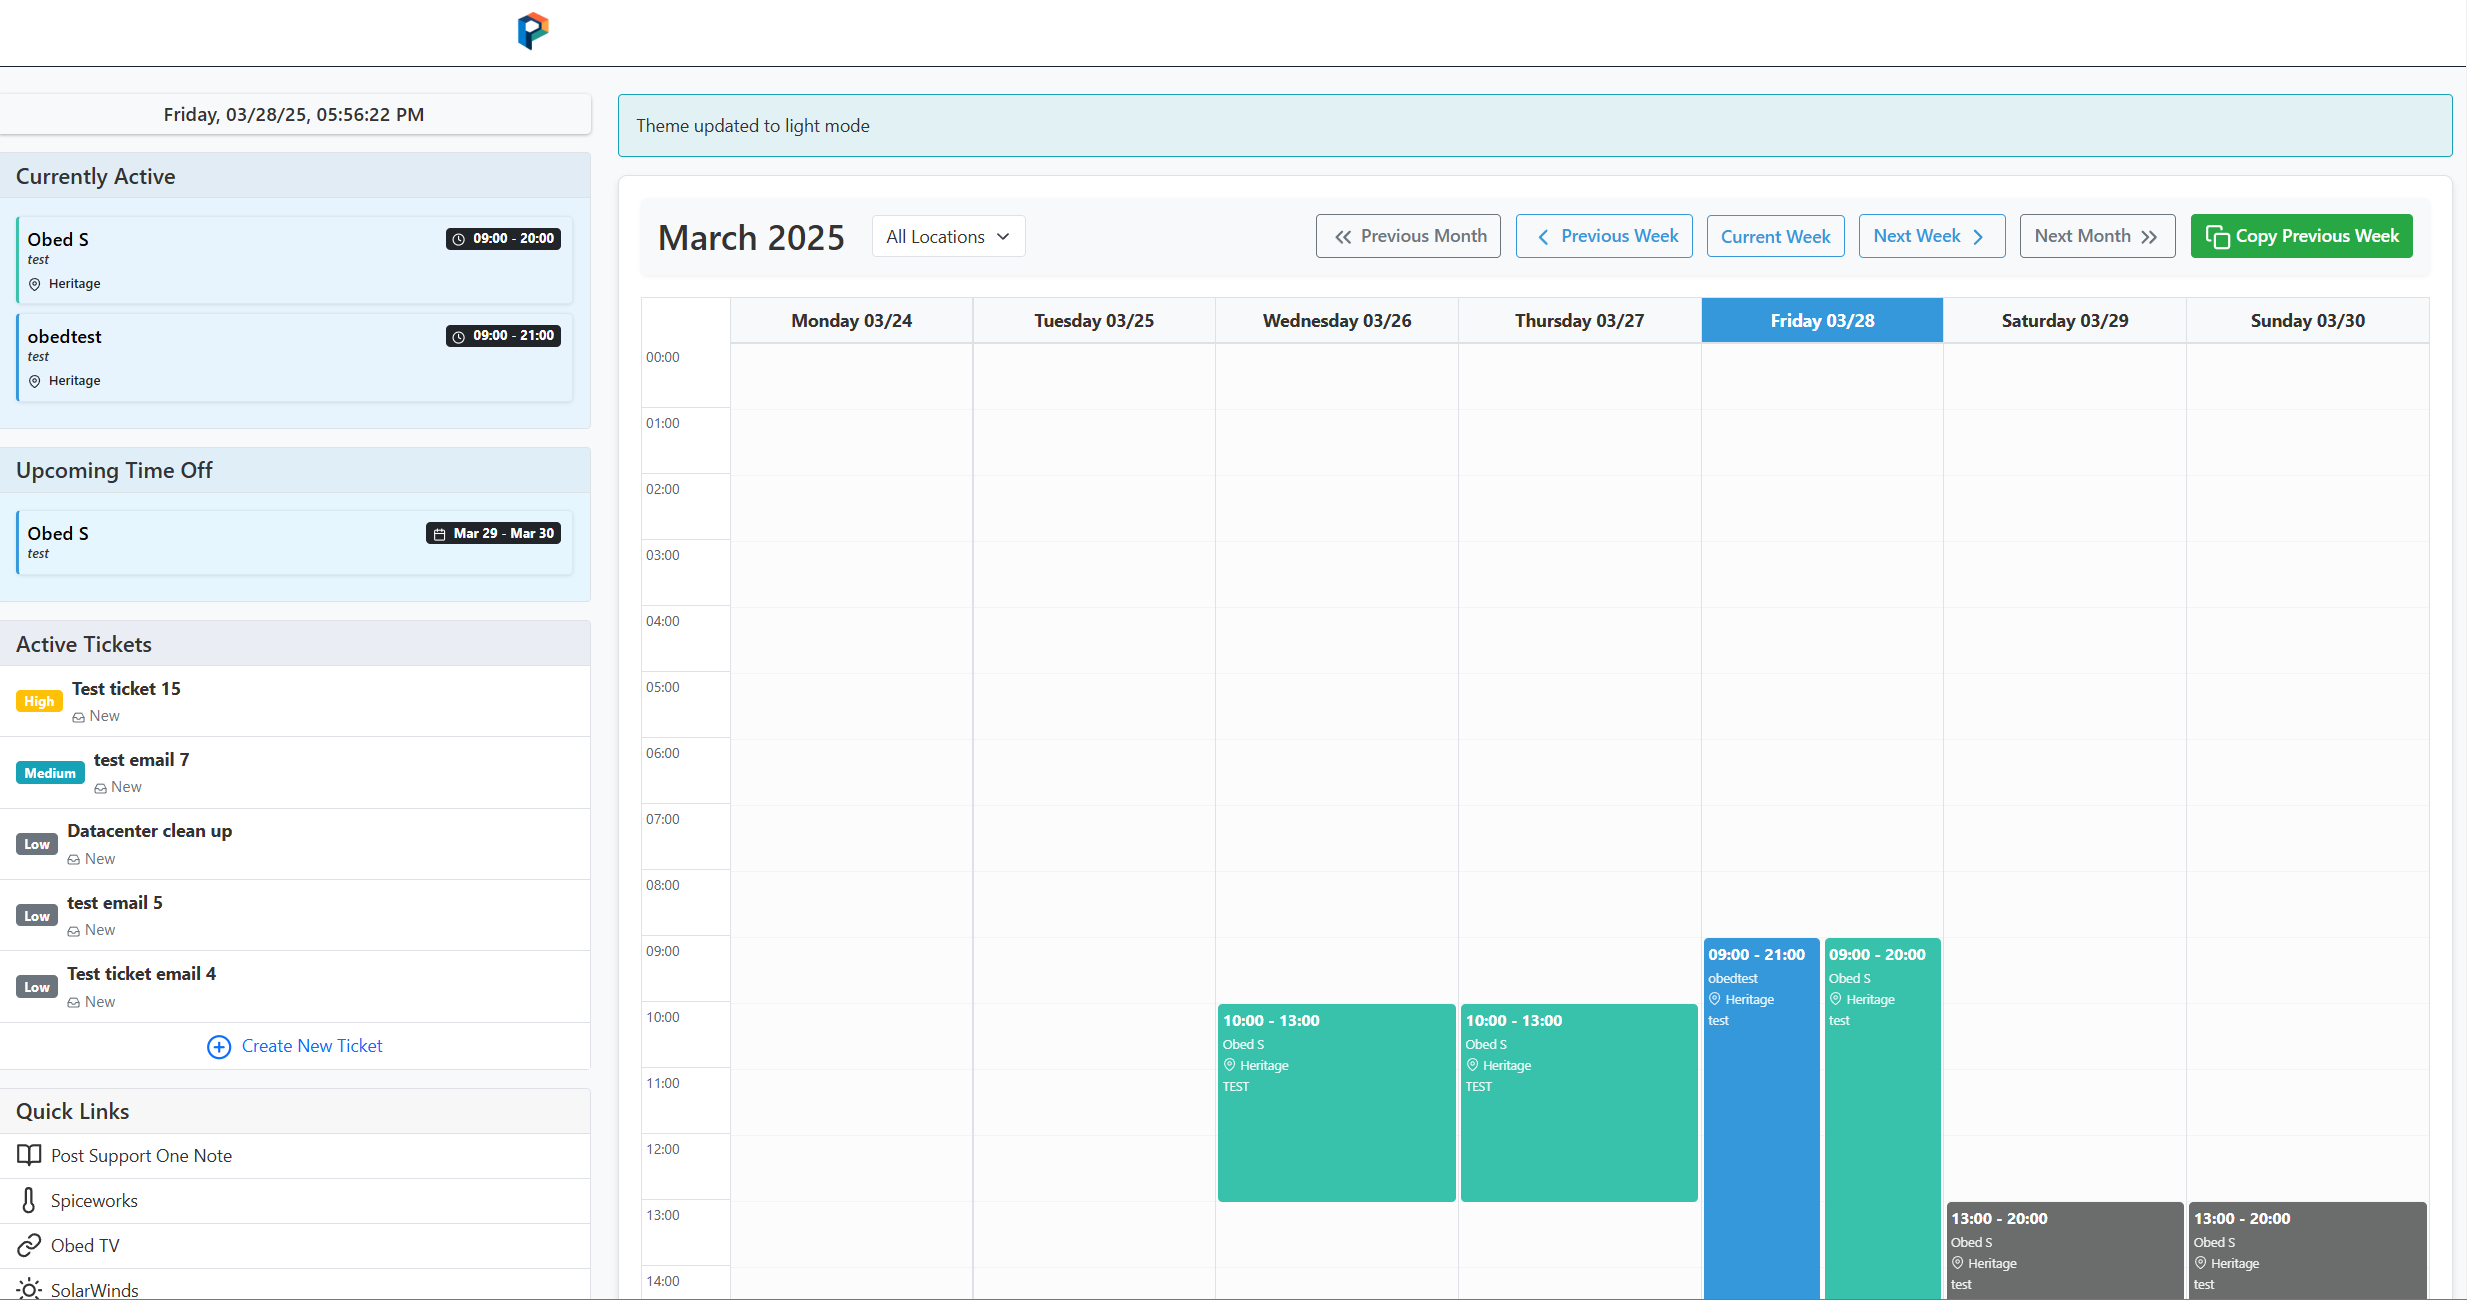 Friday, 03/28/25, 05:56:22 PM
Currently Active
Obed S
09:00 - 20:00
test
Heritage
obedtest
09:00 - 21:00
test
Heritage
Upcoming Time Off
Obed S
Mar 29 - Mar 30
test
Active Tickets
High
Test ticket 15
New
Medium
test email 7
New
Low
Datacenter clean up
New
Low
test email 5
New
Low
Test ticket email 4
New
Create New Ticket
Quick Links
Post Support One Note
Spiceworks
Obed TV
SolarWinds
Theme updated to light mode
March 2025
All Locations
Previous Month
Previous Week
Current Week
Next Week
Next Month
Copy Previous Week
Monday 03/24
Tuesday 03/25
Wednesday 03/26
Thursday 03/27
Friday 03/28
Saturday 03/29
Sunday 03/30
00:00
01:00
02:00
03:00
04:00
05:00
06:00
07:00
08:00
09:00
10:00
11:00
12:00
13:00
14:00
10:00 - 13:00
Obed S
Heritage
TEST
10:00 - 13:00
Obed S
Heritage
TEST
09:00 - 21:00
obedtest
Heritage
test
09:00 - 20:00
Obed S
Heritage
test
13:00 - 20:00
Obed S
Heritage
test
13:00 - 20:00
Obed S
Heritage
test